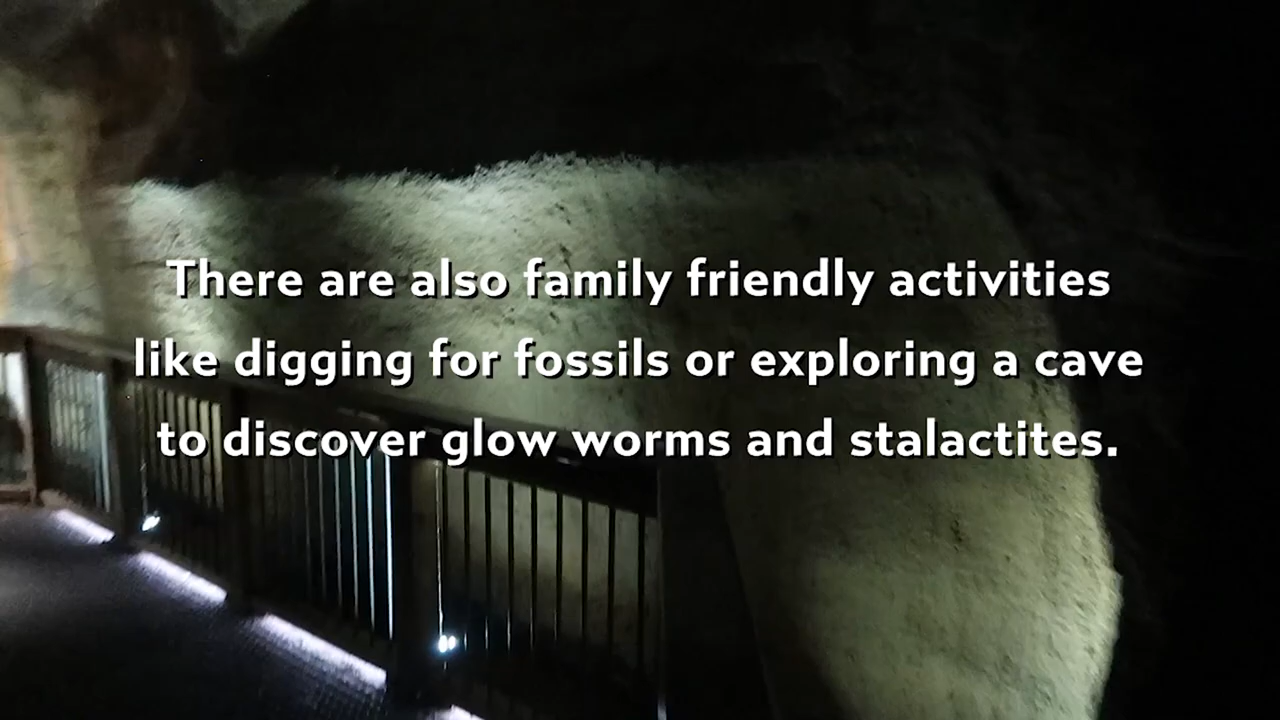 There are also family friendly activities
like digging for fossils or exploring a cave
to discover glow worms and stalactites.